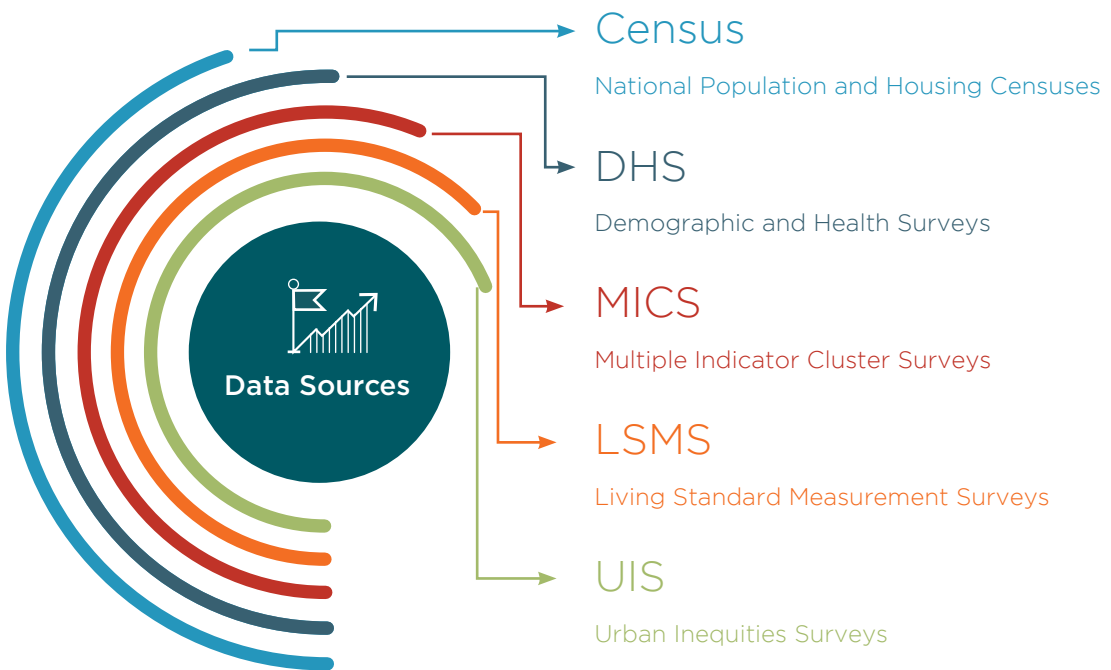 Census
National Population and Housing Censuses
DHS
Demographic and Health Surveys
MICS
Multiple Indicator Cluster Surveys
Data Sources
LSMS
Living Standard Measurement Surveys
UIS
Urban Inequities Surveys